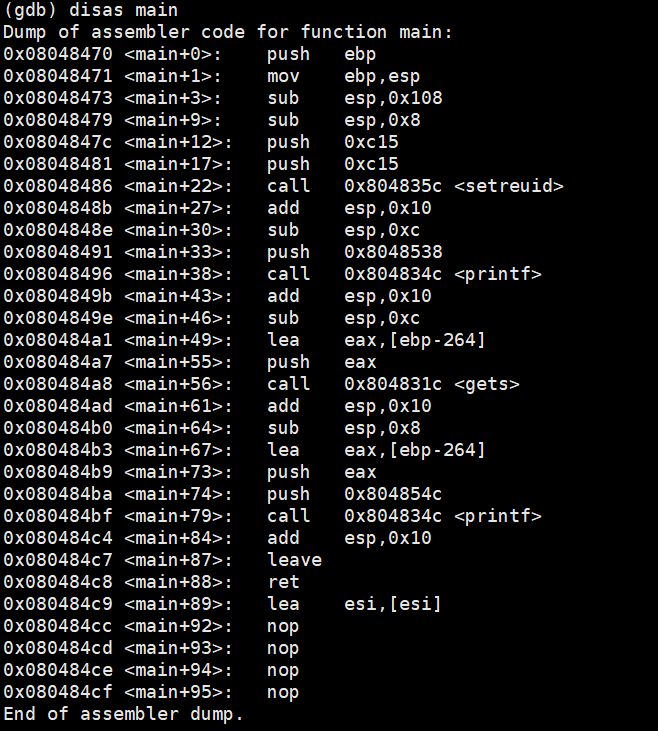 (gdb) disas main
Dump of assembler code for function main:
0x08048470 <main+0>:    push   ebp
0x08048471 <main+1>:    mov    ebp,esp
0x08048473 <main+3>:    sub    esp,0x108
0x08048479 <main+9>:    sub    esp,0x8
0x0804847c <main+12>:   push   0xc15
0x08048481 <main+17>:   push   0xc15
0x08048486 <main+22>:   call   0x804835c <setreuid>
0x0804848b <main+27>:   add    esp,0x10
0x0804848e <main+30>:   sub    esp,0xc
0x08048491 <main+33>:   push   0x8048538
0x08048496 <main+38>:   call   0x804834c <printf>
0x0804849b <main+43>:   add    esp,0x10
0x0804849e <main+46>:   sub    esp,0xc
0x080484a1 <main+49>:   lea    eax,[ebp-264]
0x080484a7 <main+55>:   push   eax
0x080484a8 <main+56>:   call   0x804831c <gets>
0x080484ad <main+61>:   add    esp,0x10
0x080484b0 <main+64>:   sub    esp,0x8
0x080484b3 <main+67>:   lea    eax,[ebp-264]
0x080484b9 <main+73>:   push   eax
0x080484ba <main+74>:   push   0x804854c
0x080484bf <main+79>:   call   0x804834c <printf>
0x080484c4 <main+84>:   add    esp,0x10
0x080484c7 <main+87>:   leave
0x080484c8 <main+88>:   ret
0x080484c9 <main+89>:   lea    esi,[esi]
0x080484cc <main+92>:   nop
0x080484cd <main+93>:   nop
0x080484ce <main+94>:   nop
0x080484cf <main+95>:   nop
End of assembler dump.